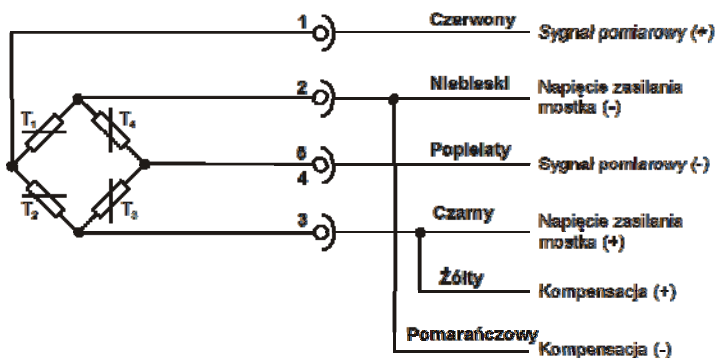 1 Czerwony Sygnał pomiarowy (+)
2 Niebieski Napięcie zasilania
mostka (-)
T1 T4
5 Popielaty Sygnał pomiarowy (-)
4
T2 T3
3 Czarny Napięcie zasilania
mostka (+)
Żółty Kompensacja (+)
Pomarańczowy Kompensacja (-)